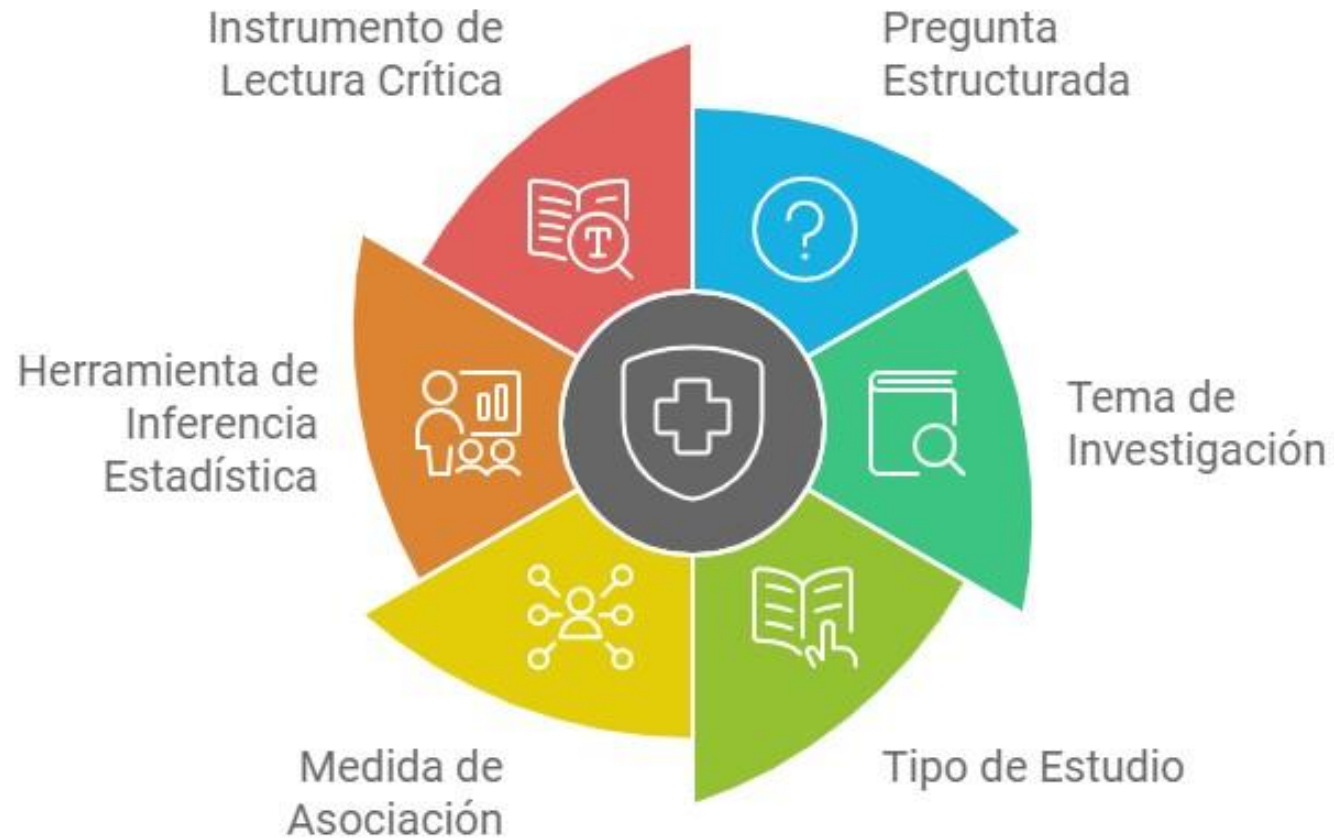 Instrumento de
Lectura Crítica
Pregunta
Estructurada
Herramienta de
Inferencia
Estadística
Tema de
Investigación
Medida de
Asociación
Tipo de Estudio
T
?